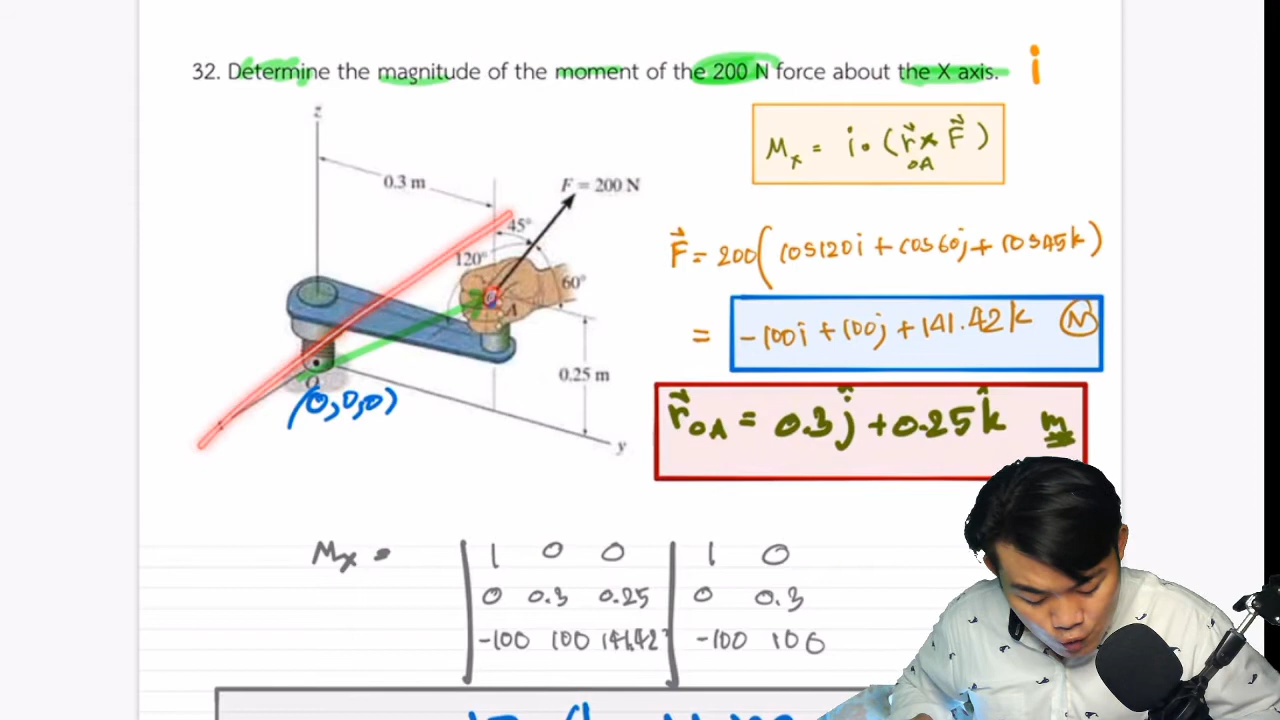 32. Determine the magnitude of the moment of the 200 N force about the X axis. i
z
0.3 m
F = 200 N
45°
120°
60°
A
0.25 m
O
(0,0,0)
y
Mx = i • (r⃗OA × F⃗)
F⃗ = 200(cos120i + cos60j + cos45k)
= -100i + 100j + 141.42k N
r⃗OA = 0.3ĵ + 0.25k̂ m
Mx =
1 0 0 1 0
0 0.3 0.25 0 0.3
-100 100 141.42 -100 100